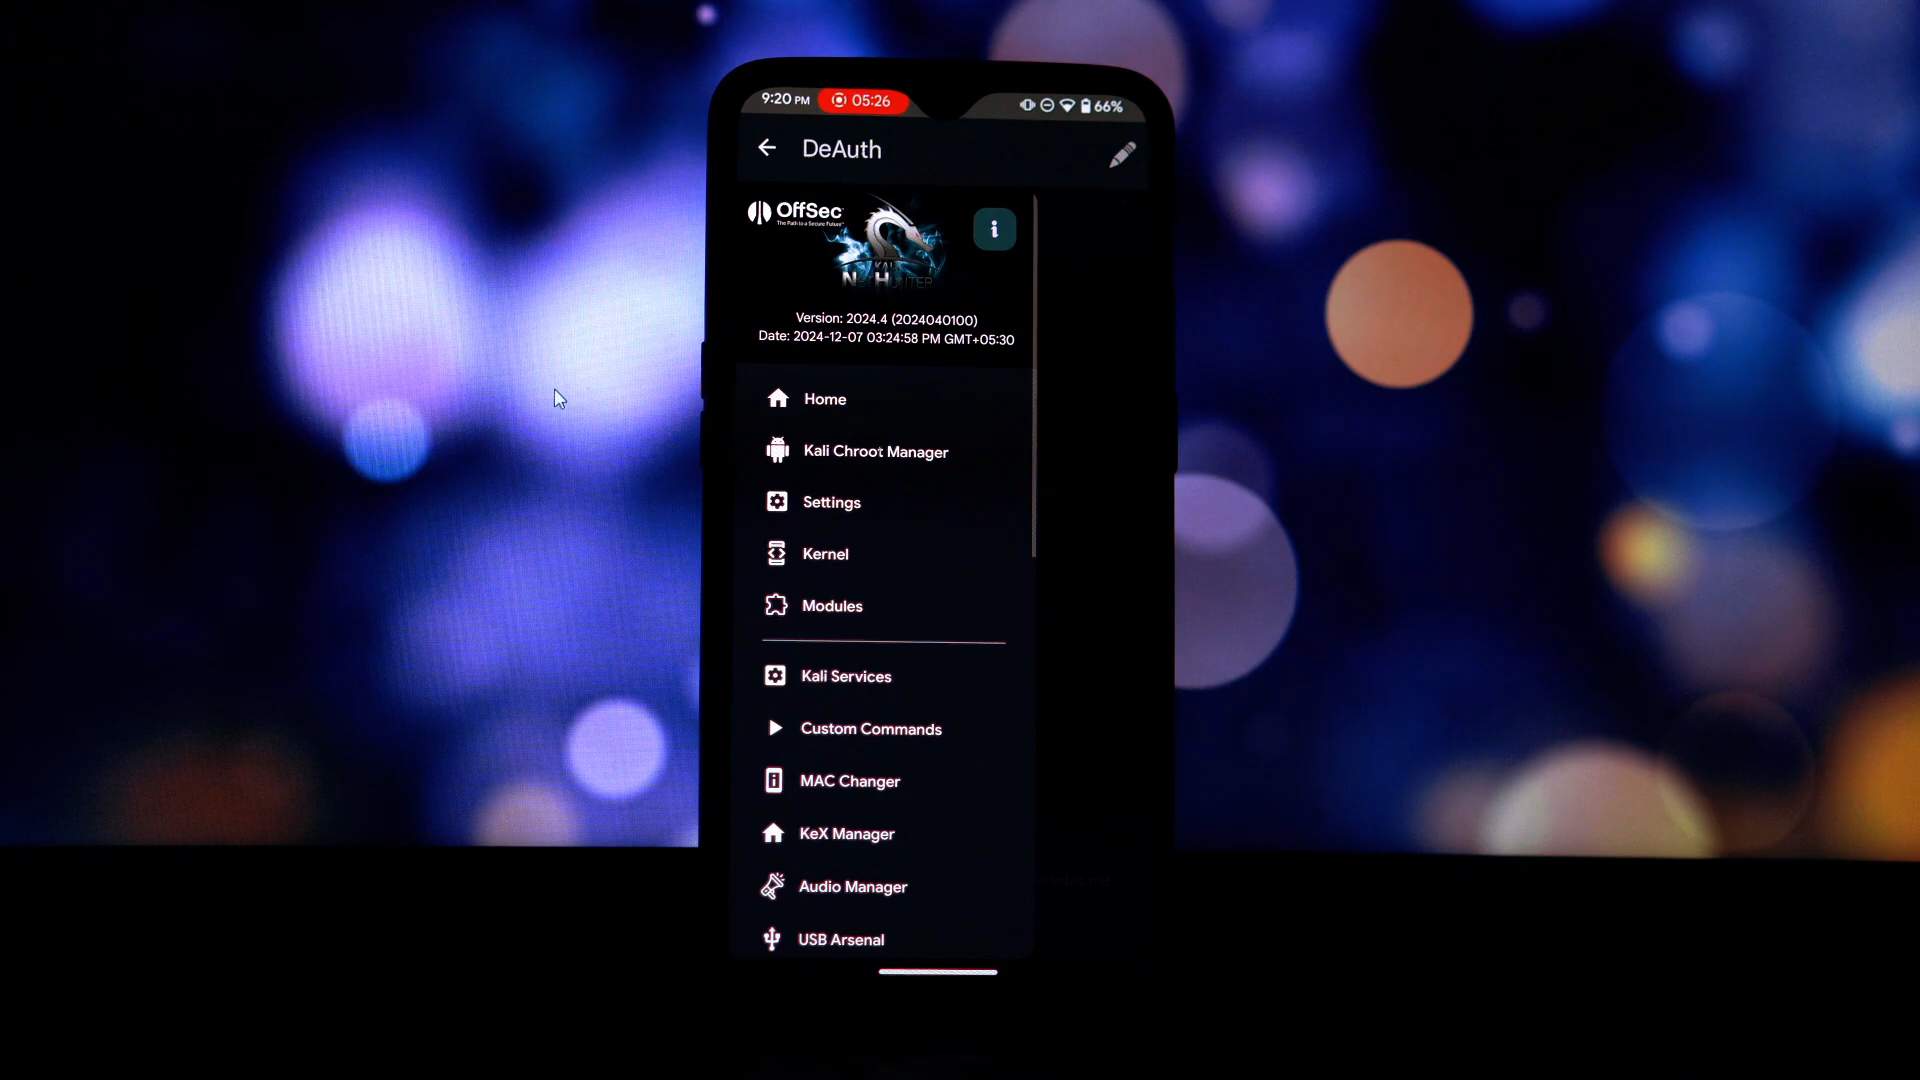 9:20 PM 05:26 66%
DeAuth
OffSec
The Path to a Secure Future
KALI
NETHUNTER
Version: 2024.4 (2024040100)
Date: 2024-12-07 03:24:58 PM GMT+05:30
Home
Kali Chroot Manager
Settings
Kernel
Modules
Kali Services
Custom Commands
MAC Changer
KeX Manager
Audio Manager
USB Arsenal